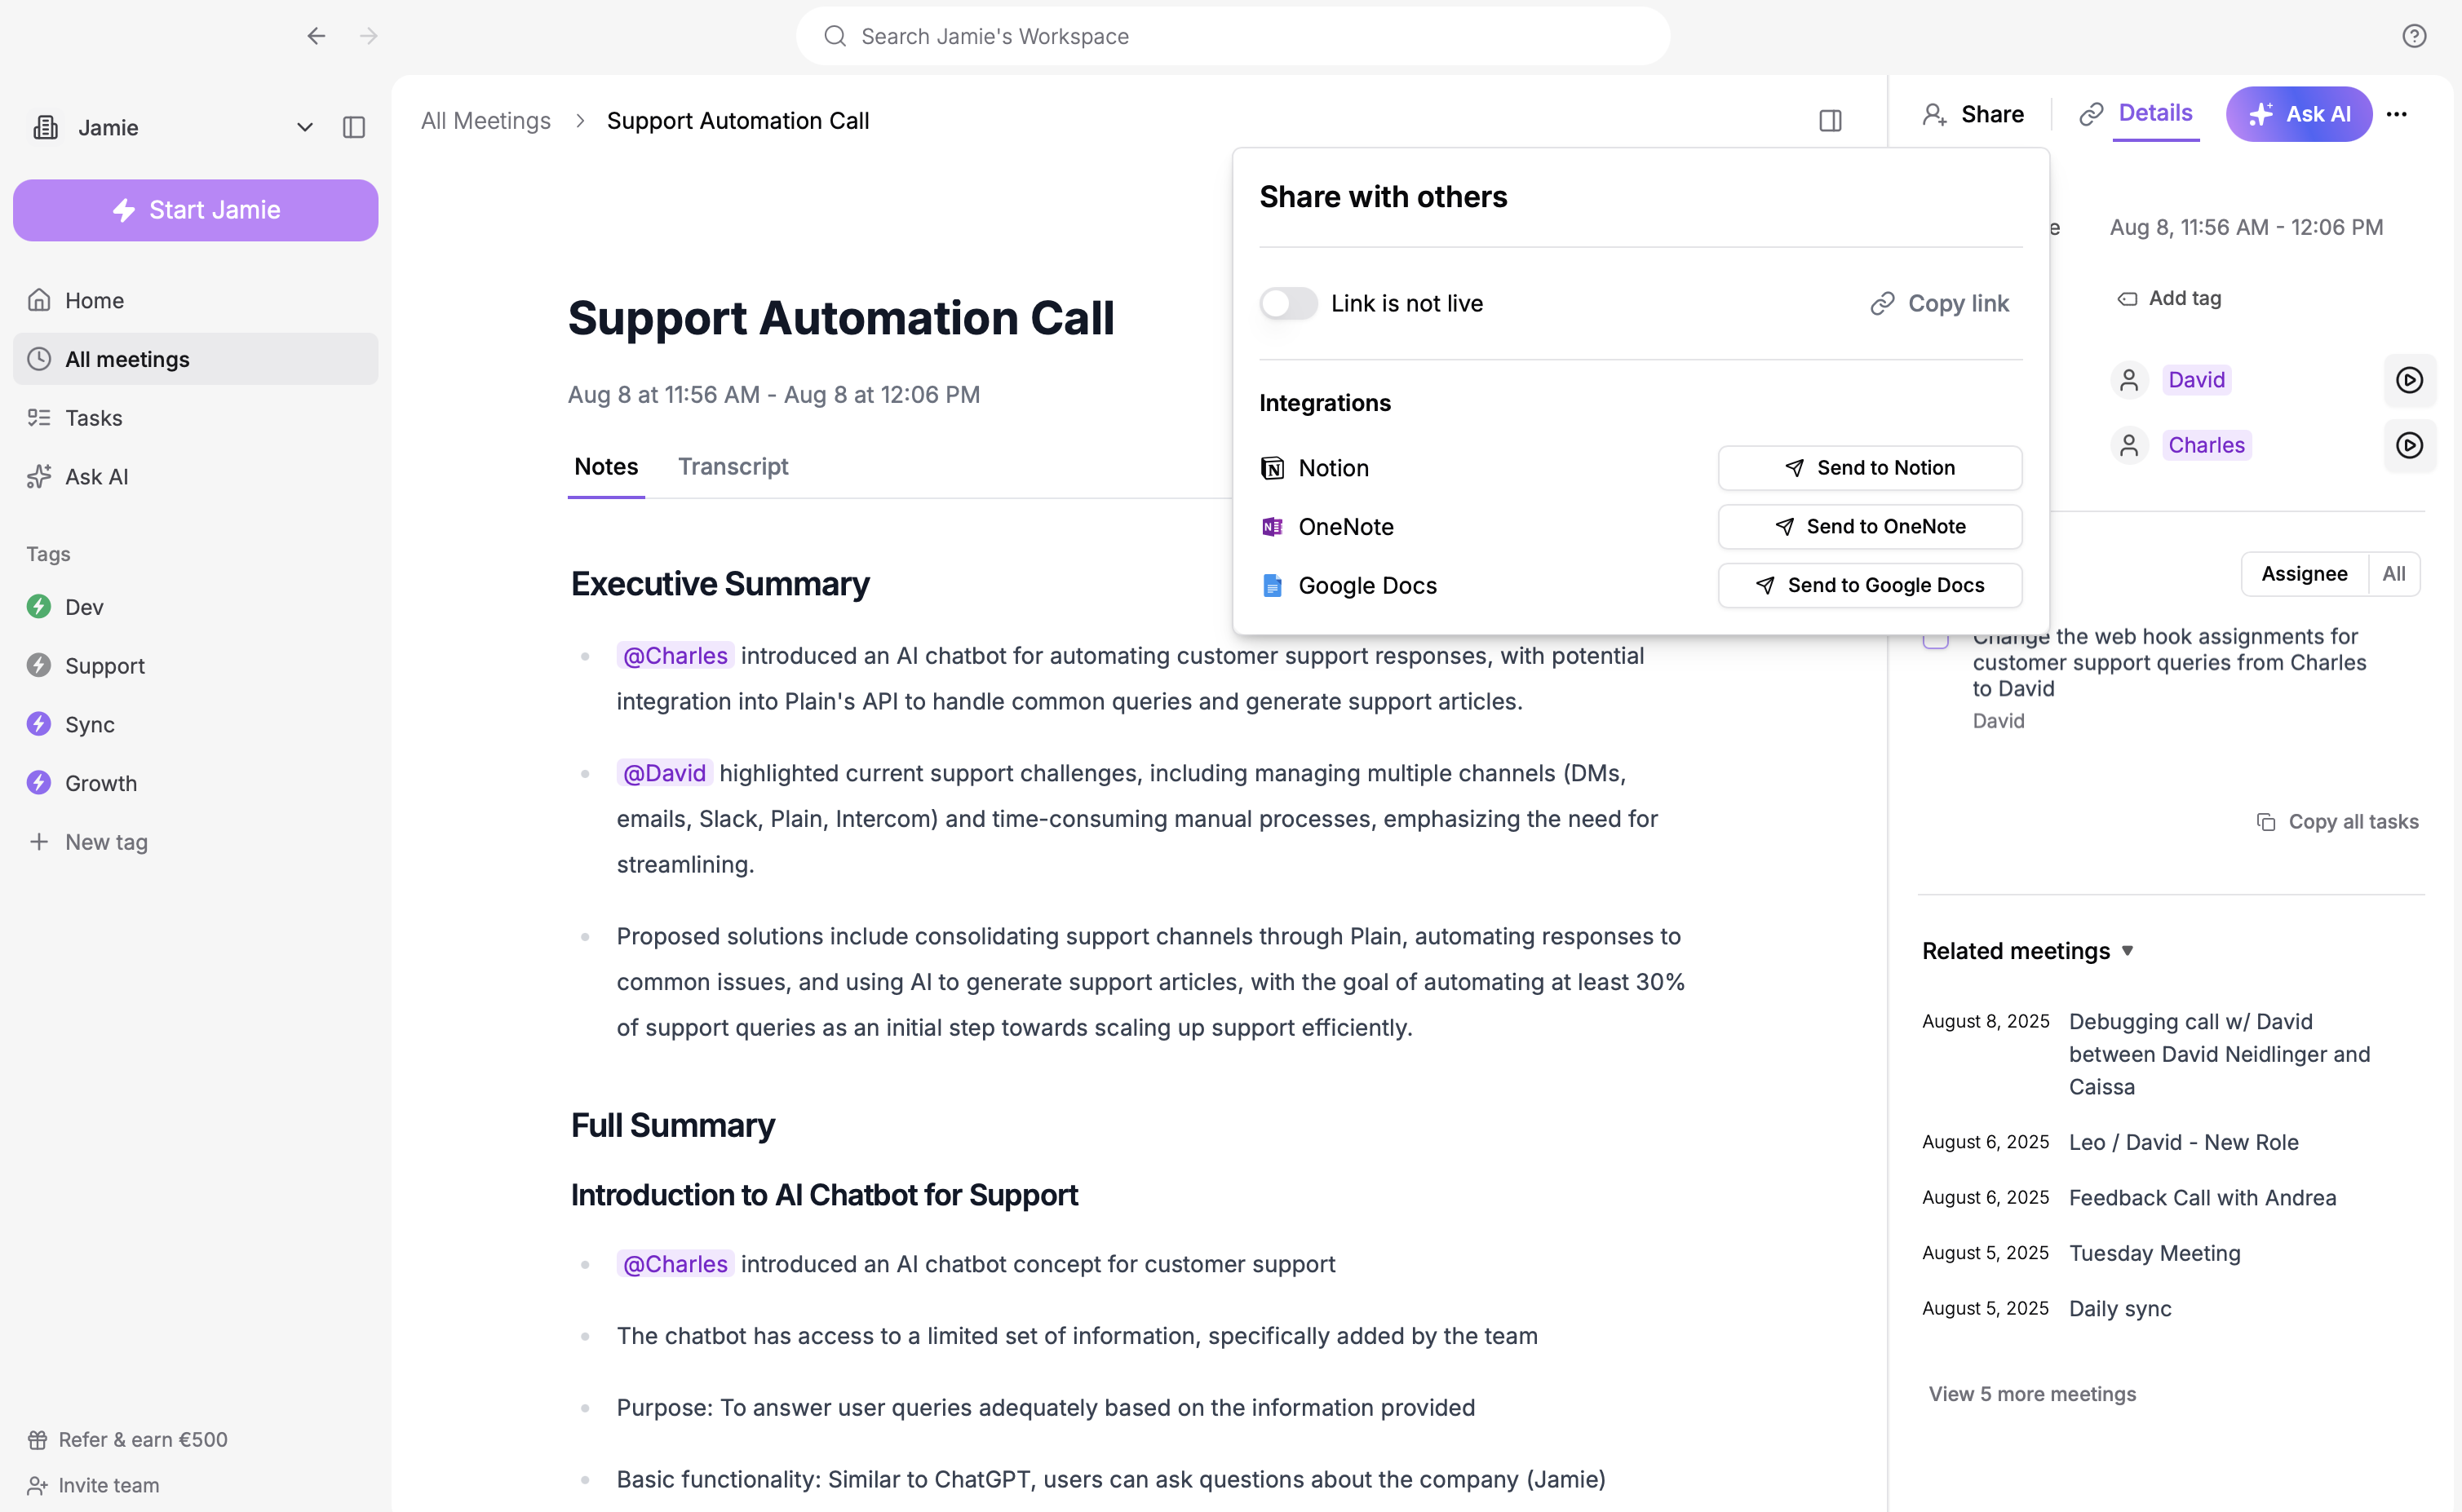 Search Jamie's Workspace
Jamie
Start Jamie
Home
All meetings
Tasks
Ask AI
Tags
Dev
Support
Sync
Growth
New tag
Refer & earn €500
Invite team
All Meetings > Support Automation Call
Support Automation Call
Aug 8 at 11:56 AM - Aug 8 at 12:06 PM
Notes Transcript
Executive Summary
@Charles introduced an AI chatbot for automating customer support responses, with potential
integration into Plain's API to handle common queries and generate support articles.
@David highlighted current support challenges, including managing multiple channels (DMs,
emails, Slack, Plain, Intercom) and time-consuming manual processes, emphasizing the need for
streamlining.
Proposed solutions include consolidating support channels through Plain, automating responses to
common issues, and using AI to generate support articles, with the goal of automating at least 30%
of support queries as an initial step towards scaling up support efficiently.
Full Summary
Introduction to AI Chatbot for Support
@Charles introduced an AI chatbot concept for customer support
The chatbot has access to a limited set of information, specifically added by the team
Purpose: To answer user queries adequately based on the information provided
Basic functionality: Similar to ChatGPT, users can ask questions about the company (Jamie)
Share with others
Link is not live
Copy link
Integrations
Notion
Send to Notion
OneNote
Send to OneNote
Google Docs
Send to Google Docs
Share
Details
Ask AI
e
Aug 8, 11:56 AM - 12:06 PM
Add tag
David
Charles
Assignee All
Change the web hook assignments for
customer support queries from Charles
to David
David
Copy all tasks
Related meetings
August 8, 2025 Debugging call w/ David
between David Neidlinger and
Caissa
August 6, 2025 Leo / David - New Role
August 6, 2025 Feedback Call with Andrea
August 5, 2025 Tuesday Meeting
August 5, 2025 Daily sync
View 5 more meetings